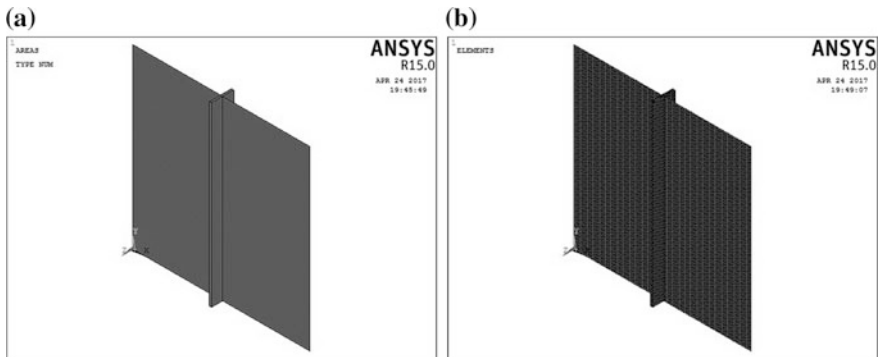 (a)
1
AREAS
TYPE NUM
ANSYS
R15.0
APR 24 2017
19:45:49
Y
Z X
(b)
1
ELEMENTS
ANSYS
R15.0
APR 24 2017
19:49:07
Y
Z X